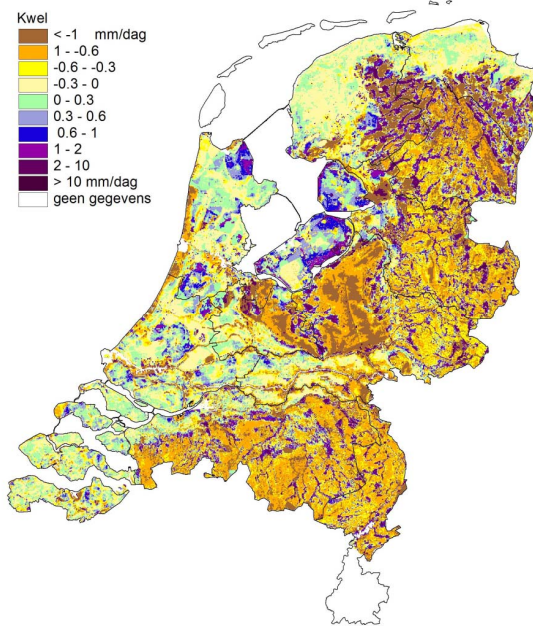 Kwel
< -1 mm/dag
1 - -0.6
-0.6 - -0.3
-0.3 - 0
0 - 0.3
0.3 - 0.6
0.6 - 1
1 - 2
2 - 10
> 10 mm/dag
geen gegevens